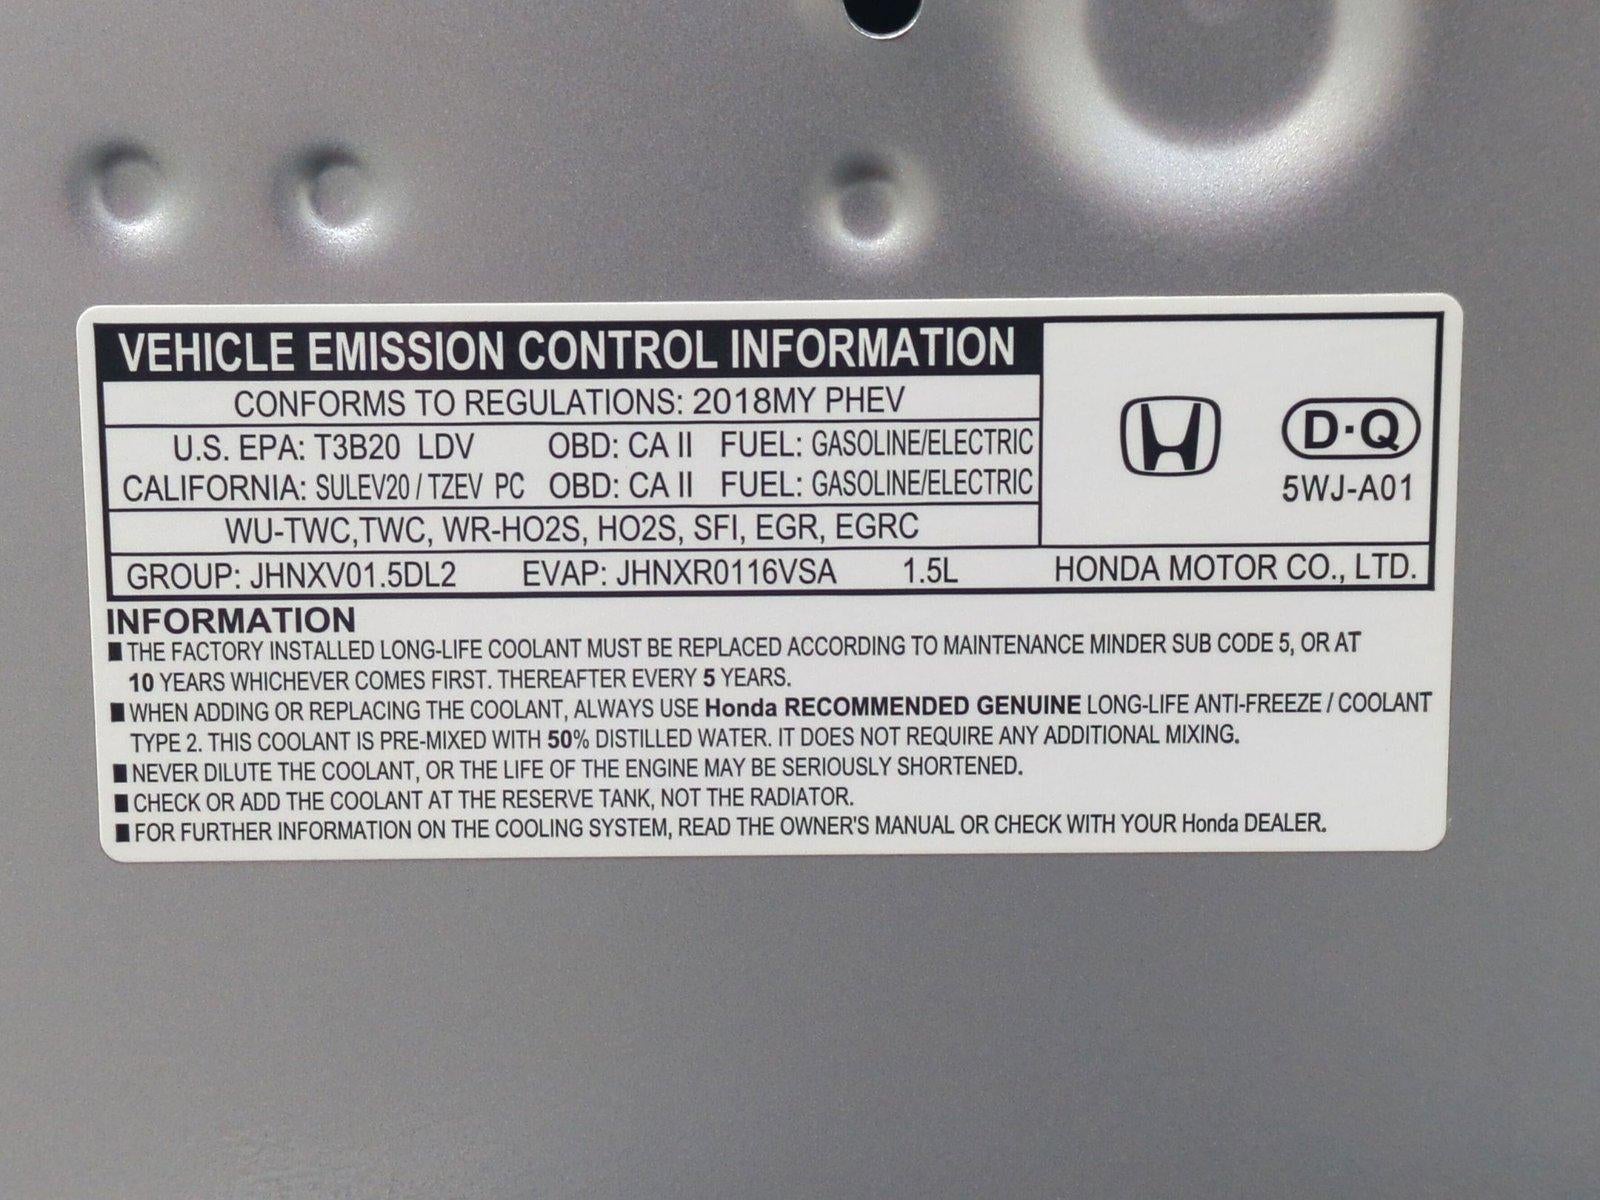 VEHICLE EMISSION CONTROL INFORMATION
CONFORMS TO REGULATIONS: 2018MY PHEV
U.S. EPA: T3B20 LDV OBD: CA II FUEL: GASOLINE/ELECTRIC
CALIFORNIA: SULEV20 / TZEV PC OBD: CA II FUEL: GASOLINE/ELECTRIC
WU-TWC,TWC, WR-HO2S, HO2S, SFI, EGR, EGRC
D·Q
5WJ-A01
GROUP: JHNXV01.5DL2 EVAP: JHNXR0116VSA 1.5L HONDA MOTOR CO., LTD.
INFORMATION
■ THE FACTORY INSTALLED LONG-LIFE COOLANT MUST BE REPLACED ACCORDING TO MAINTENANCE MINDER SUB CODE 5, OR AT
10 YEARS WHICHEVER COMES FIRST. THEREAFTER EVERY 5 YEARS.
■ WHEN ADDING OR REPLACING THE COOLANT, ALWAYS USE Honda RECOMMENDED GENUINE LONG-LIFE ANTI-FREEZE / COOLANT
TYPE 2. THIS COOLANT IS PRE-MIXED WITH 50% DISTILLED WATER. IT DOES NOT REQUIRE ANY ADDITIONAL MIXING.
■ NEVER DILUTE THE COOLANT, OR THE LIFE OF THE ENGINE MAY BE SERIOUSLY SHORTENED.
■ CHECK OR ADD THE COOLANT AT THE RESERVE TANK, NOT THE RADIATOR.
■ FOR FURTHER INFORMATION ON THE COOLING SYSTEM, READ THE OWNER'S MANUAL OR CHECK WITH YOUR Honda DEALER.